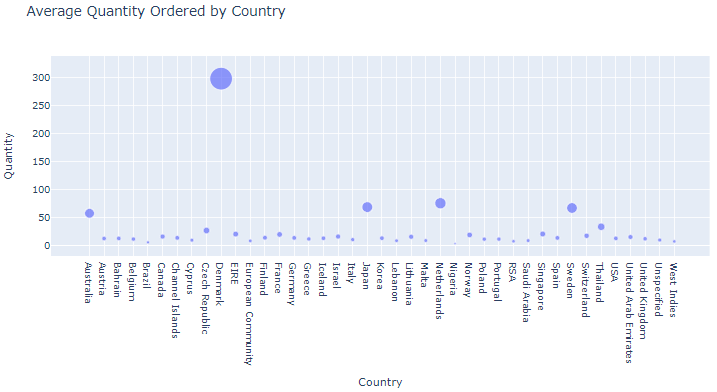 Average Quantity Ordered by Country
300
250
200
150
100
50
0
Quantity
Australia
Austria
Bahrain
Belgium
Brazil
Canada
Channel Islands
Cyprus
Czech Republic
Denmark
EIRE
European Community
Finland
France
Germany
Greece
Iceland
Israel
Italy
Japan
Korea
Lebanon
Lithuania
Malta
Netherlands
Nigeria
Norway
Poland
Portugal
RSA
Saudi Arabia
Singapore
Spain
Sweden
Switzerland
Thailand
USA
United Arab Emirates
United Kingdom
Unspecified
West Indies
Country